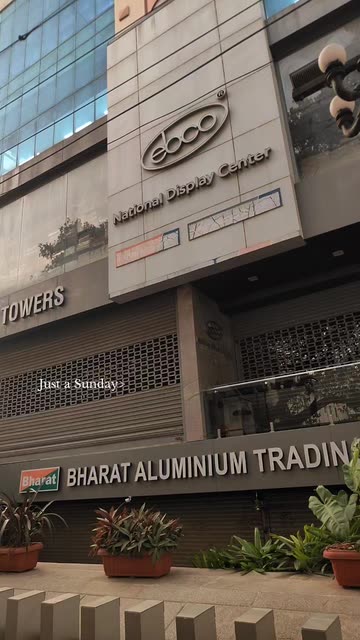 ebco®
National Display Center
TOWERS
Just a Sunday
Bharat
BHARAT ALUMINIUM TRADIN